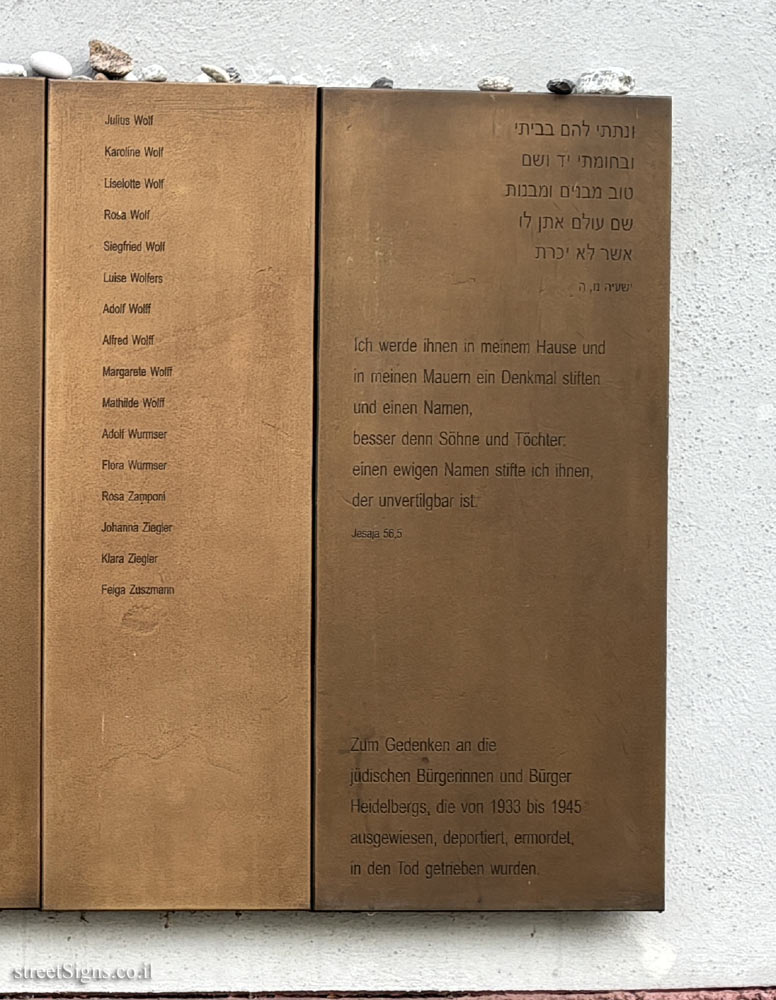 Julius Wolf
Karoline Wolf
Liselotte Wolf
Rosa Wolf
Siegfried Wolf
Luise Wolfers
Adolf Wolff
Alfred Wolff
Margarete Wolff
Mathilde Wolff
Adolf Wurmser
Flora Wurmser
Rosa Zamponi
Johanna Ziegler
Klara Ziegler
Feiga Zuszmann
ונתתי להם בביתי
ובחומתי יד ושם
טוב מבנים ומבנות
שם עולם אתן לו
אשר לא יכרת
ישעיה נו, ה
Ich werde ihnen in meinem Hause und
in meinen Mauern ein Denkmal stiften
und einen Namen,
besser denn Söhne und Töchter:
einen ewigen Namen stifte ich ihnen,
der unvertilgbar ist.
Jesaja 56,5
Zum Gedenken an die
jüdischen Bürgerinnen und Bürger
Heidelbergs, die von 1933 bis 1945
ausgewiesen, deportiert, ermordet,
in den Tod getrieben wurden.
streetSigns.co.il